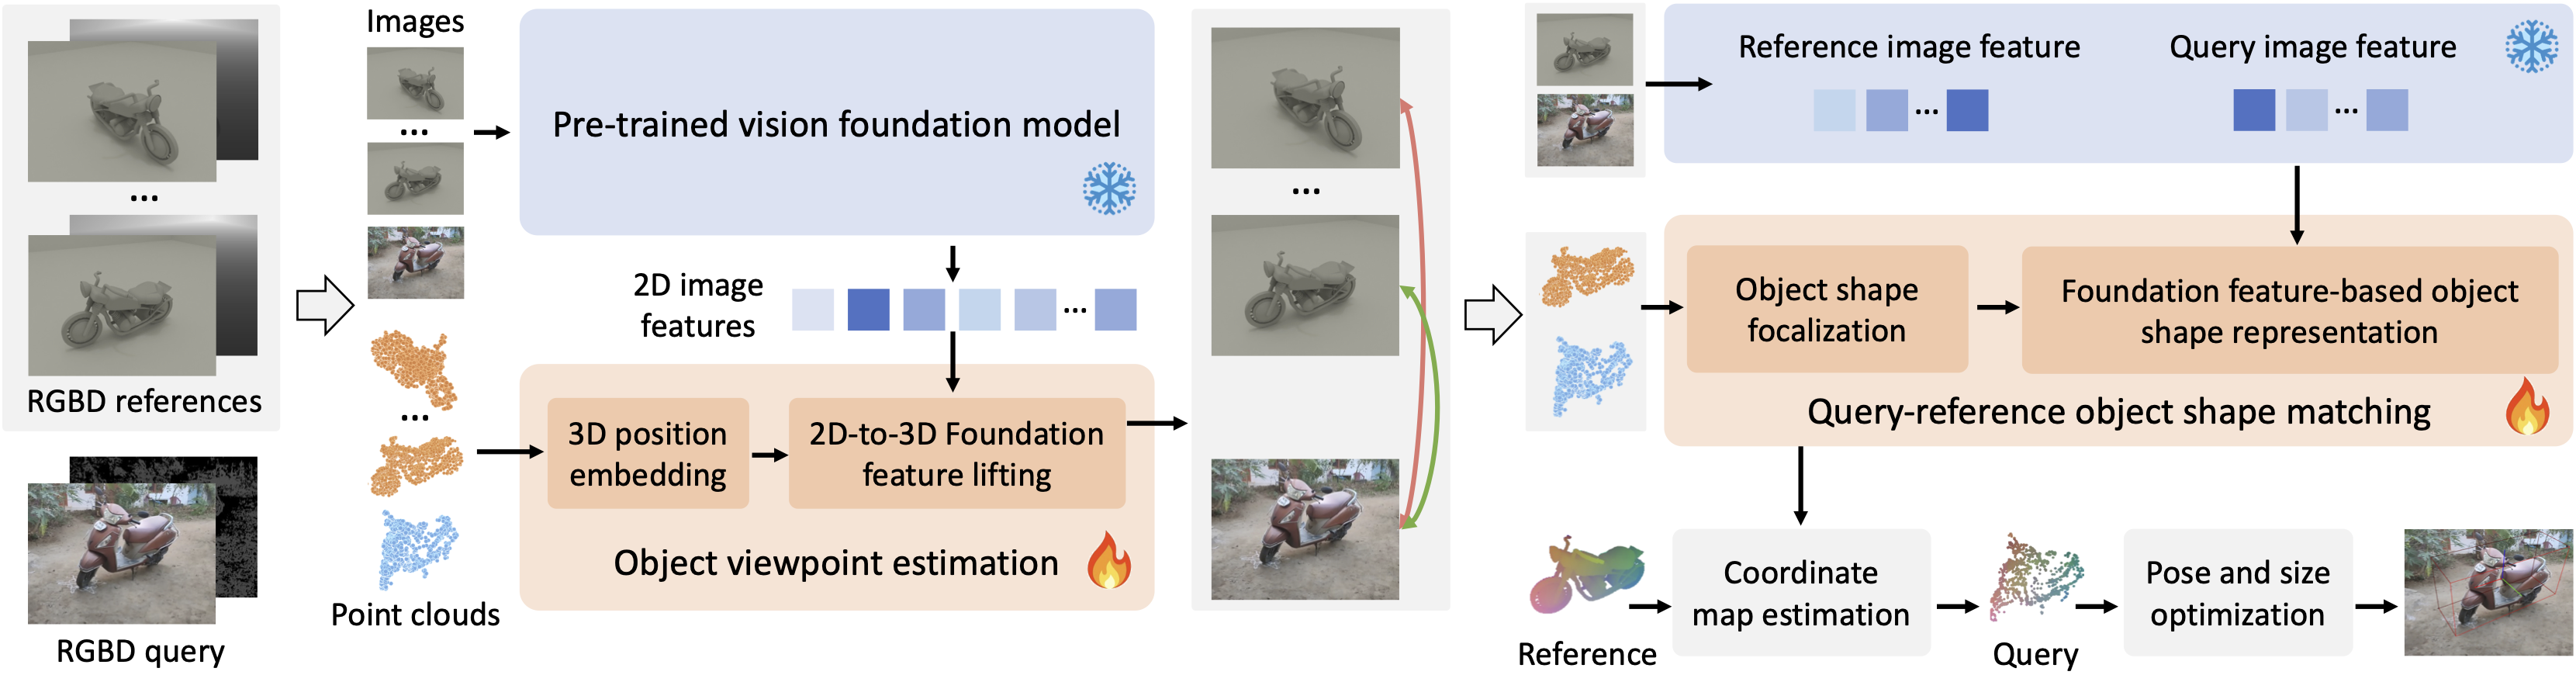 RGBD references
RGBD query
Images
Point clouds
Pre-trained vision foundation model
2D image
features
3D position
embedding
2D-to-3D Foundation
feature lifting
Object viewpoint estimation
Reference image feature
Query image feature
Object shape
focalization
Foundation feature-based object
shape representation
Query-reference object shape matching
Reference
Coordinate
map estimation
Query
Pose and size
optimization